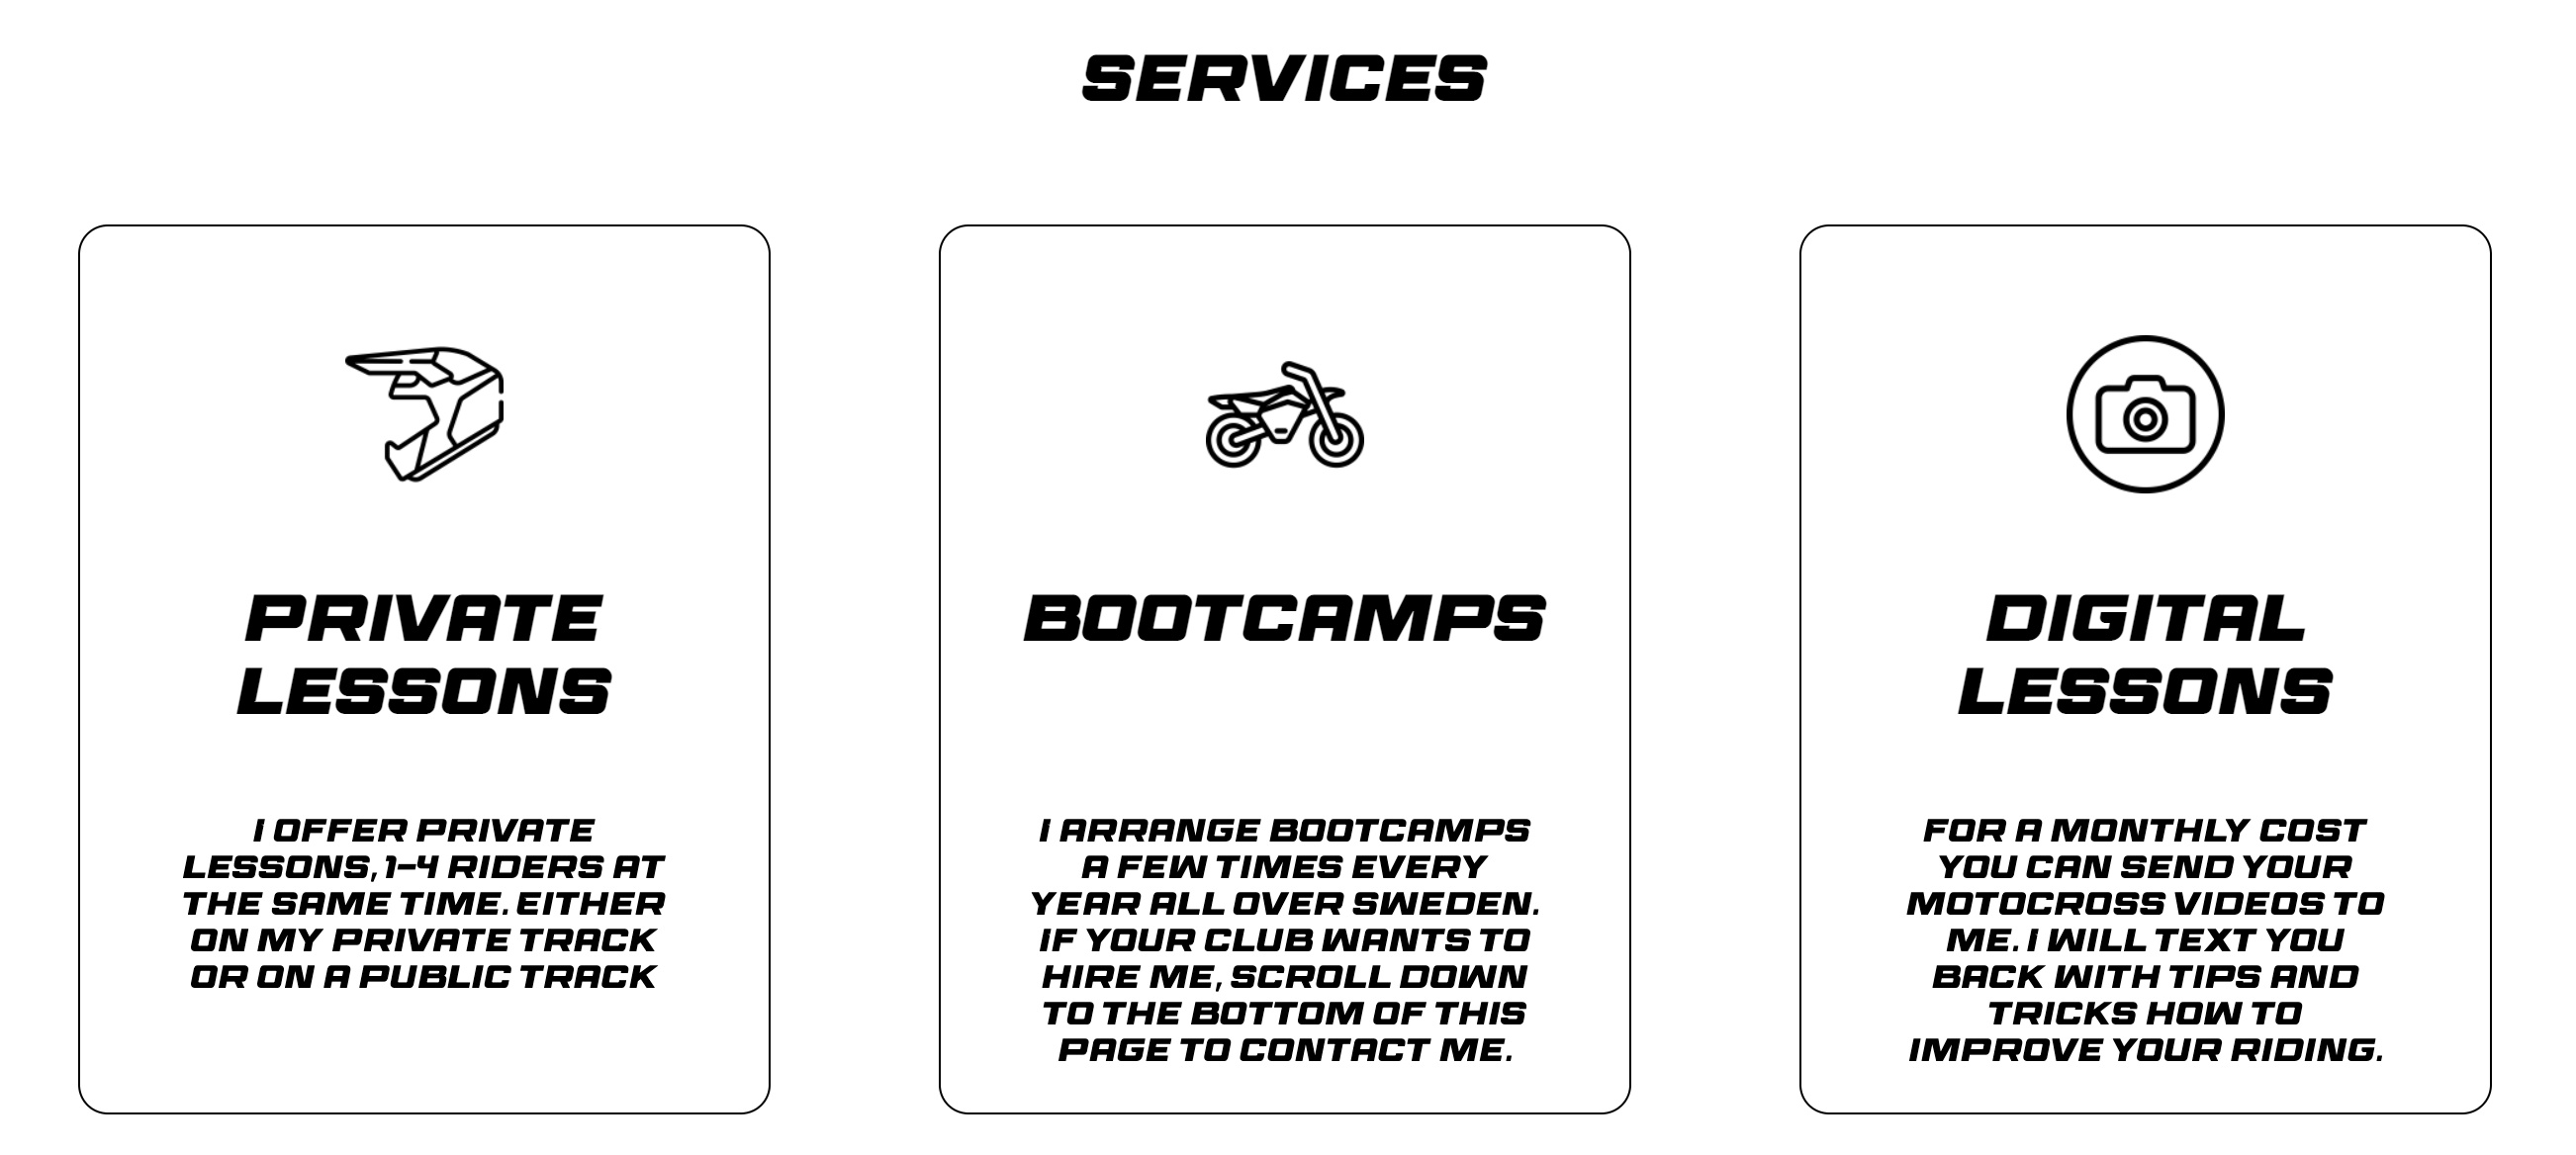 SERVICES
PRIVATE
LESSONS
I OFFER PRIVATE
LESSONS, 1-4 RIDERS AT
THE SAME TIME. EITHER
ON MY PRIVATE TRACK
OR ON A PUBLIC TRACK
BOOTCAMPS
I ARRANGE BOOTCAMPS
A FEW TIMES EVERY
YEAR ALL OVER SWEDEN.
IF YOUR CLUB WANTS TO
HIRE ME, SCROLL DOWN
TO THE BOTTOM OF THIS
PAGE TO CONTACT ME.
DIGITAL
LESSONS
FOR A MONTHLY COST
YOU CAN SEND YOUR
MOTOCROSS VIDEOS TO
ME. I WILL TEXT YOU
BACK WITH TIPS AND
TRICKS HOW TO
IMPROVE YOUR RIDING.